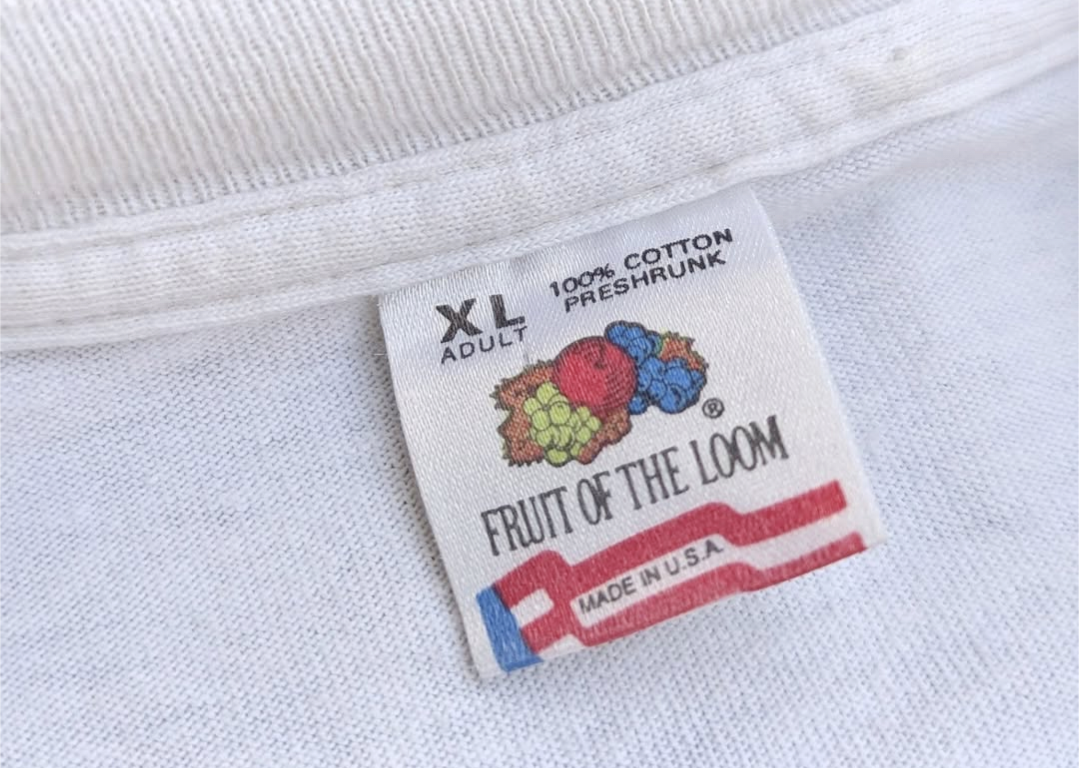 XL
ADULT
100% COTTON
PRESHRUNK
®
FRUIT OF THE LOOM
MADE IN U.S.A.